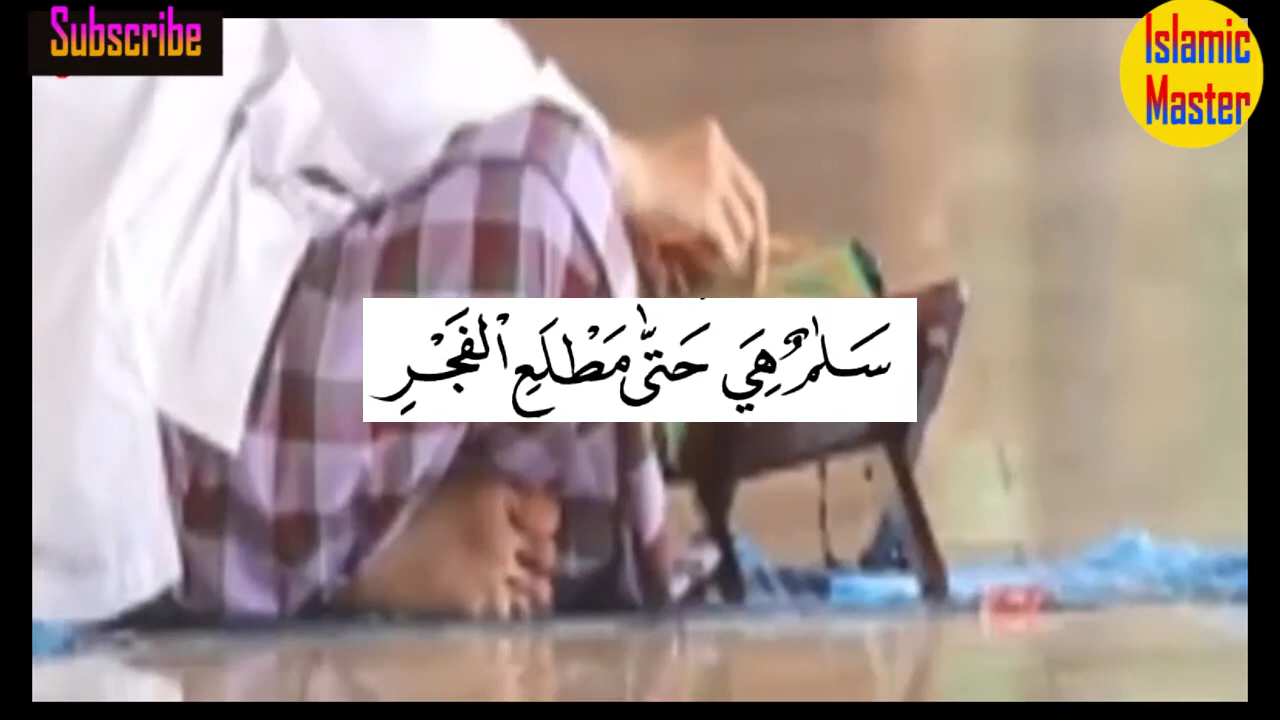 Subscribe
Islamic
Master
سَلَٰمٌ هِيَ حَتَّىٰ مَطْلَعِ ٱلْفَجْرِ